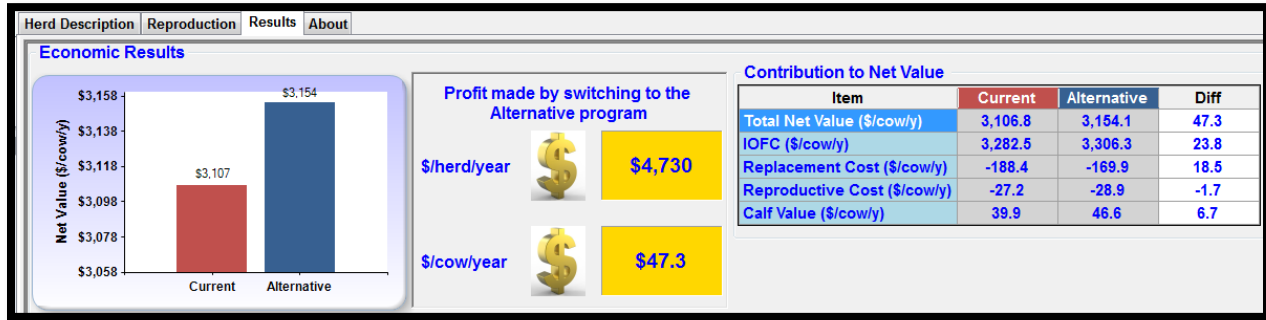 Herd Description Reproduction Results About
Economic Results
$3,158
$3,138
$3,118
$3,098
$3,078
$3,058
Net Value ($/cow/y)
$3,107
$3,154
Current Alternative
Profit made by switching to the
Alternative program
$/herd/year $4,730
$/cow/year $47.3
Contribution to Net Value
Item Current Alternative Diff
Total Net Value ($/cow/y) 3,106.8 3,154.1 47.3
IOFC ($/cow/y) 3,282.5 3,306.3 23.8
Replacement Cost ($/cow/y) -188.4 -169.9 18.5
Reproductive Cost ($/cow/y) -27.2 -28.9 -1.7
Calf Value ($/cow/y) 39.9 46.6 6.7